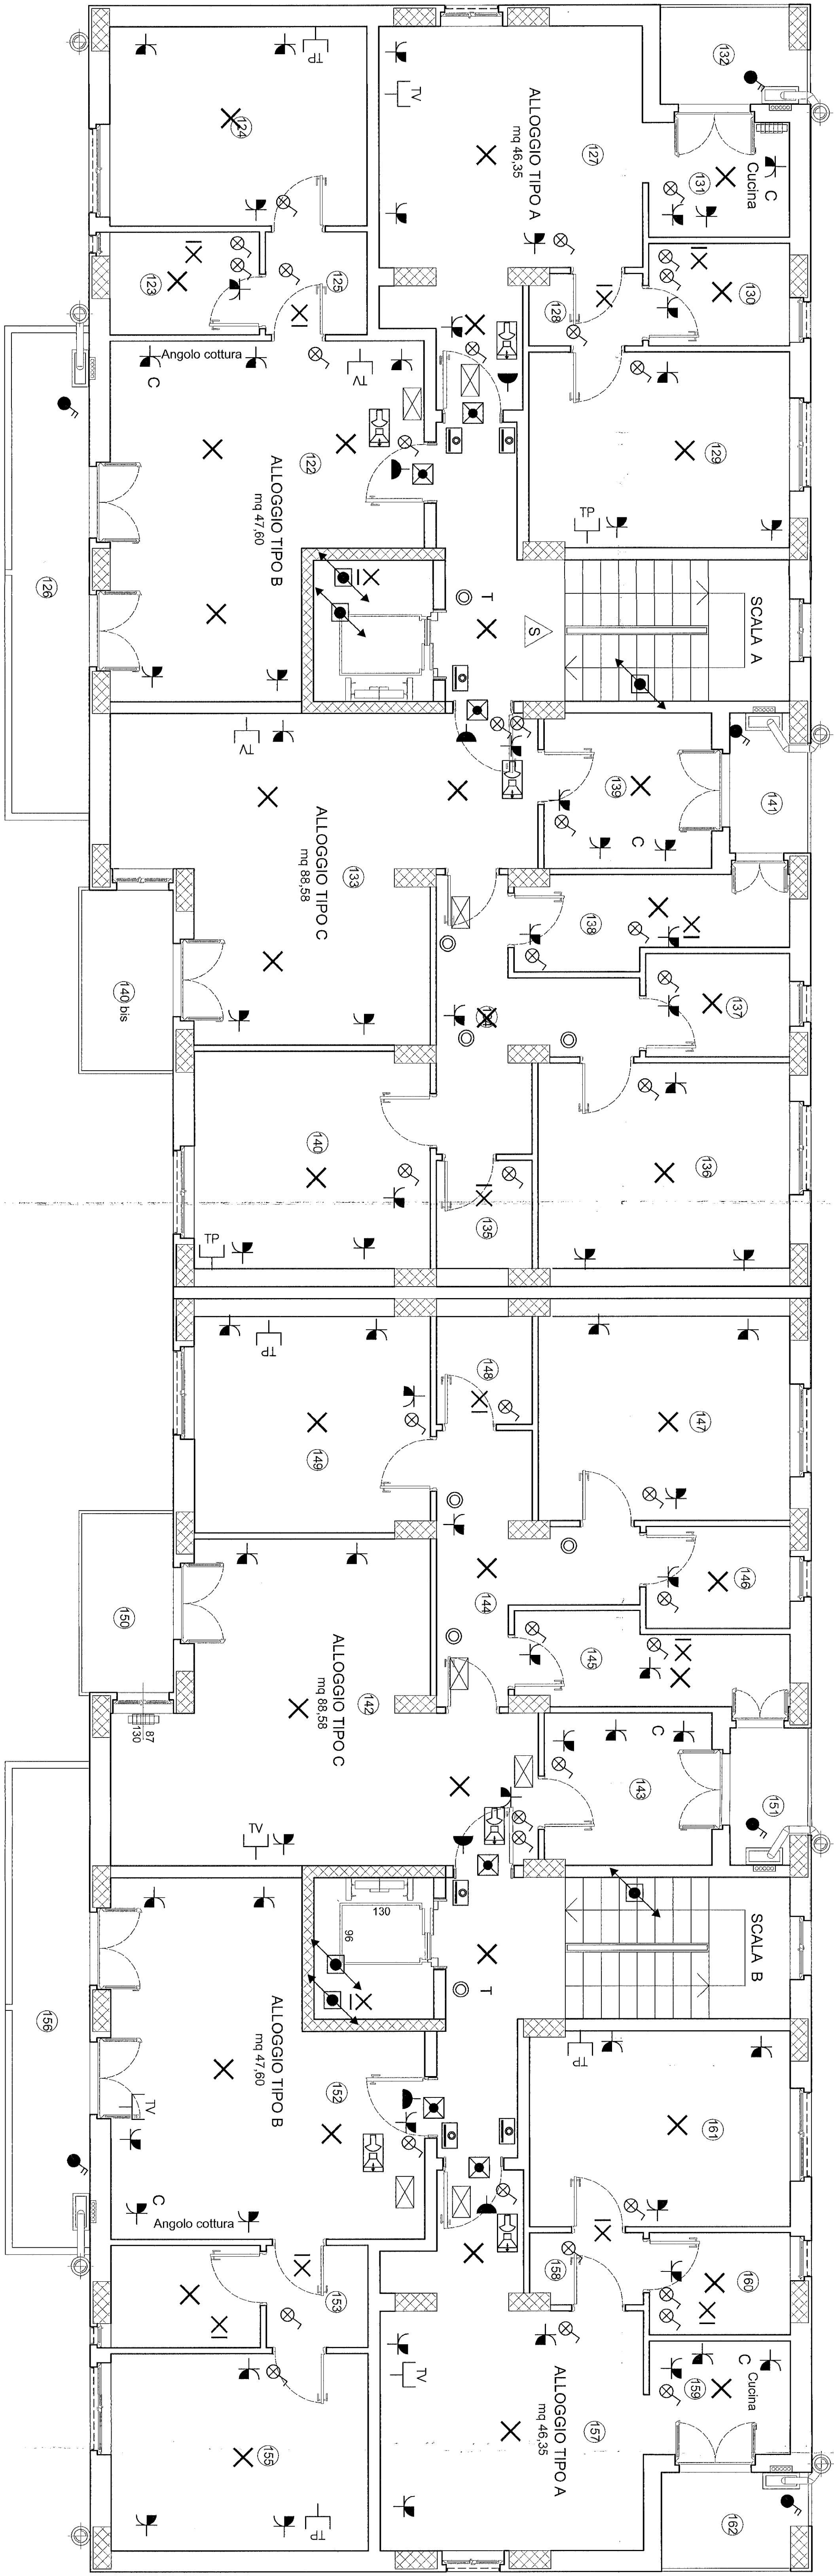 132
TP
TV
ALLOGGIO TIPO A
mq 46,35
127
124
131
Cucina
C
123
125
128
130
Angolo cottura
C
TV
122
129
ALLOGGIO TIPO B
mq 47,60
TP
126
T
S
SCALA A
TV
139
C
141
ALLOGGIO TIPO C
mq 88,58
133
138
140 bis
137
140
136
135
TP
TP
148
147
149
146
144
150
145
ALLOGGIO TIPO C
mq 88,58
142
87
130
C
143
151
TV
130
96
SCALA B
T
156
ALLOGGIO TIPO B
mq 47,60
152
TV
TP
161
C
Angolo cottura
153
158
160
TV
C
Cucina
159
ALLOGGIO TIPO A
mq 46,35
157
155
TP
162